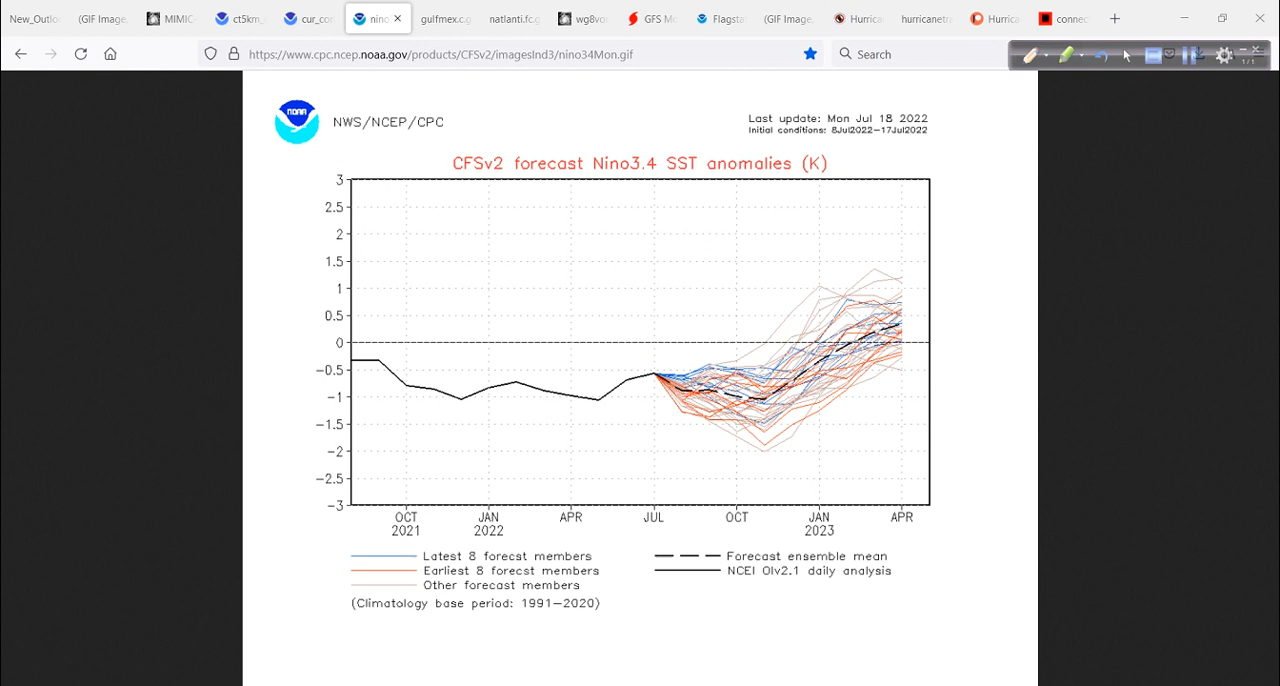 New_Outlo (GIF Image, MIMIC- ct5km_ cur_co nino gulfmex.c.g natlanti.fc.g wg8vo GFS Mo Flagsta (GIF Image, Hurrica hurricanetra Hurrica connec
https://www.cpc.ncep.noaa.gov/products/CFSv2/imagesInd3/nino34Mon.gif Search 1/1
NOAA
NWS/NCEP/CPC
Last update: Mon Jul 18 2022
Initial conditions: 8Jul2022-17Jul2022
CFSv2 forecast Nino3.4 SST anomalies (K)
3
2.5
2
1.5
1
0.5
0
-0.5
-1
-1.5
-2
-2.5
-3
OCT JAN APR JUL OCT JAN APR
2021 2022 2023
Latest 8 forecst members Forecast ensemble mean
Earliest 8 forecst members NCEI OIv2.1 daily analysis
Other forecast members
(Climatology base period: 1991-2020)